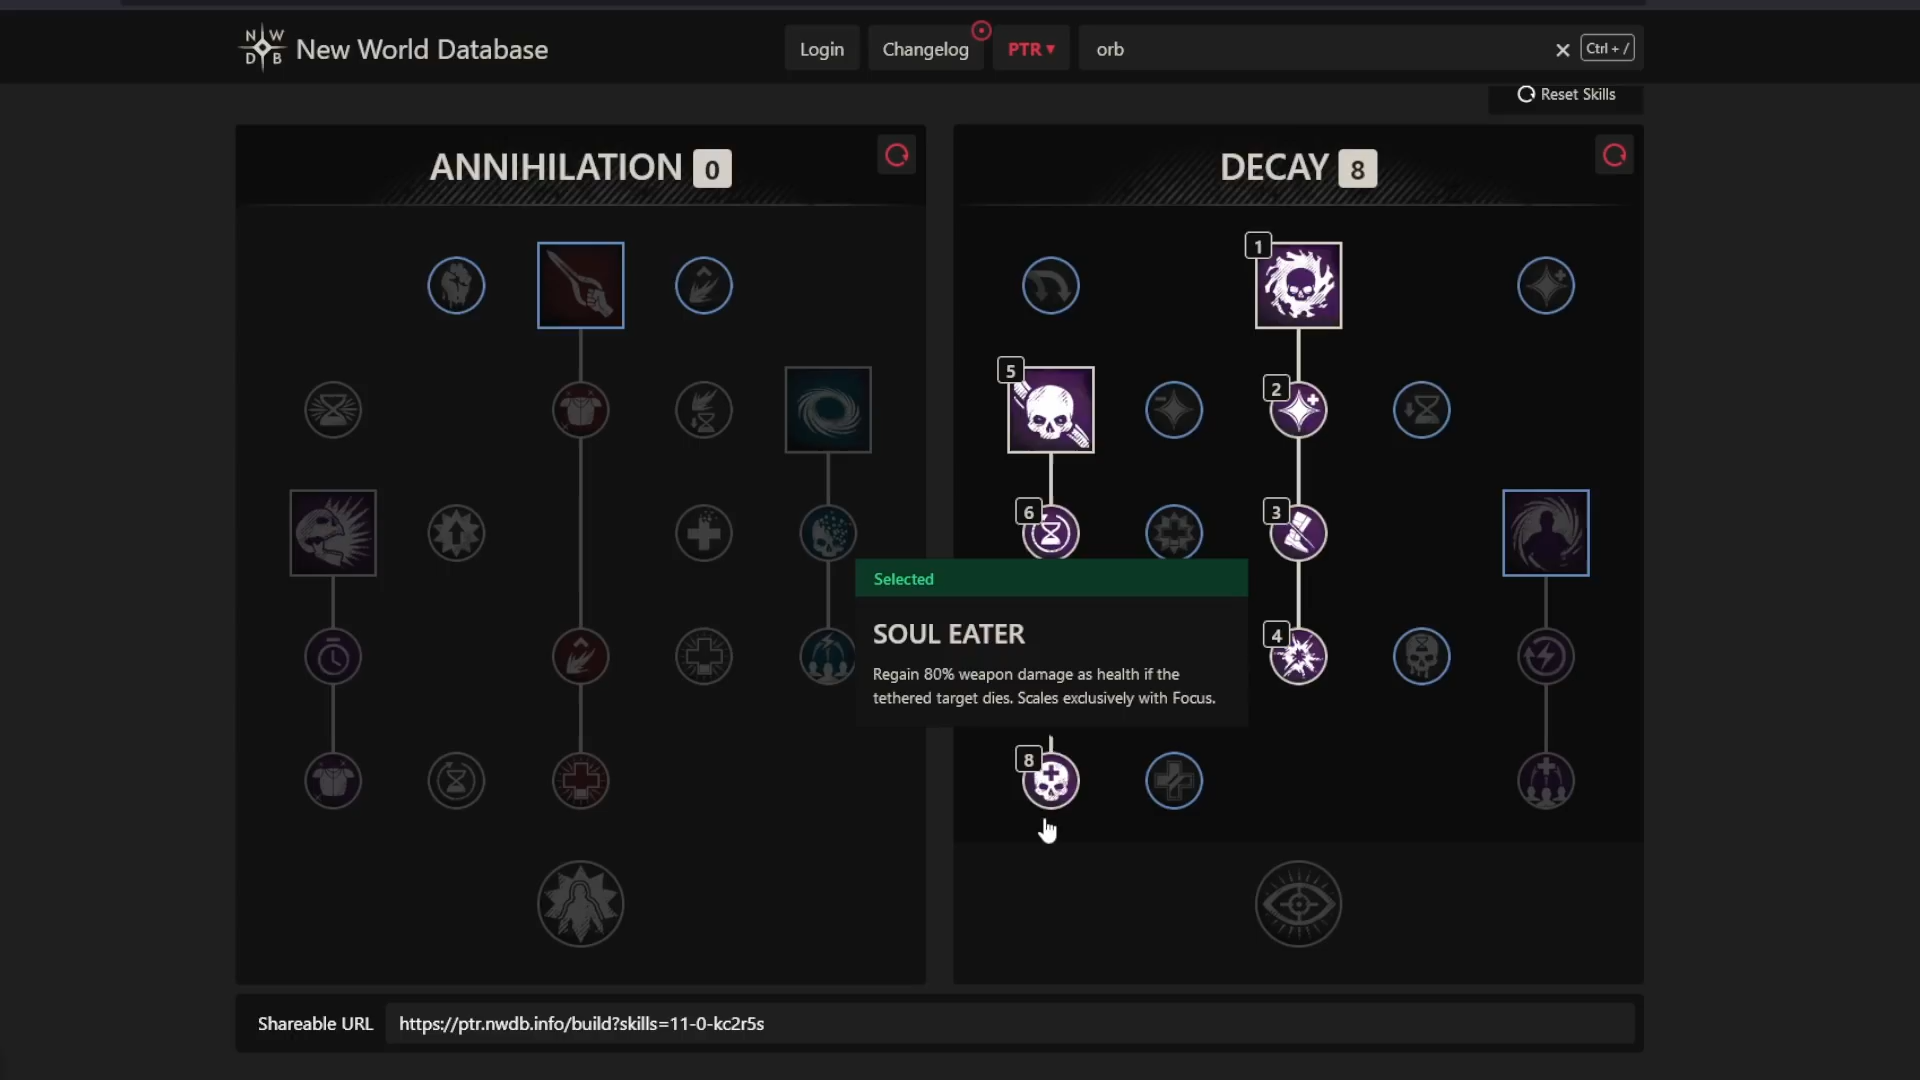 N W
D B
New World Database
Login
Changelog
PTR ▾
orb
Ctrl + /
Reset Skills
ANNIHILATION 0
DECAY 8
1
5
2
6
3
Selected
SOUL EATER
Regain 80% weapon damage as health if the
tethered target dies. Scales exclusively with Focus.
4
8
Shareable URL
https://ptr.nwdb.info/build?skills=11-0-kc2r5s